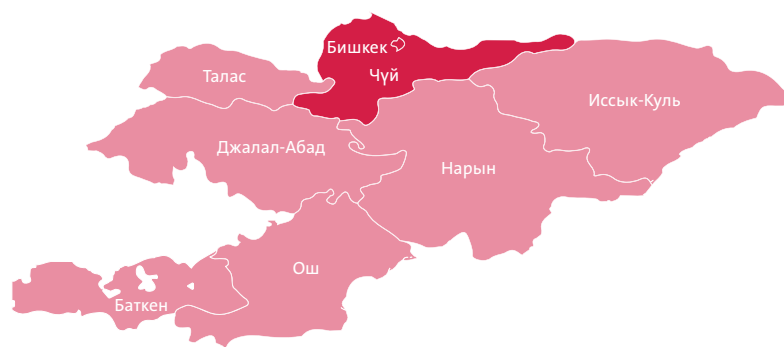 Бишкек
Чүй
Талас
Иссык-Куль
Джалал-Абад
Нарын
Ош
Баткен